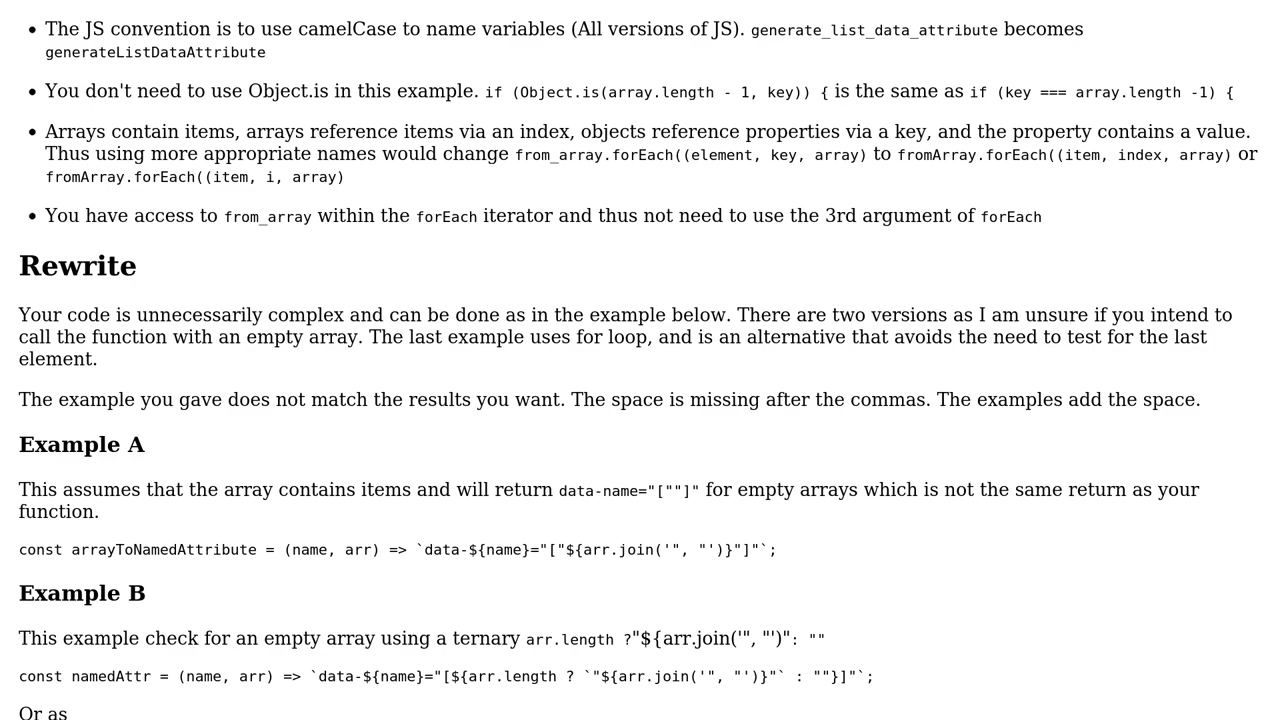 The JS convention is to use camelCase to name variables (All versions of JS). generate_list_data_attribute becomes
generateListDataAttribute
You don't need to use Object.is in this example. if (Object.is(array.length - 1, key)) { is the same as if (key === array.length -1) {
Arrays contain items, arrays reference items via an index, objects reference properties via a key, and the property contains a value.
Thus using more appropriate names would change from_array.forEach((element, key, array) to fromArray.forEach((item, index, array) or
fromArray.forEach((item, i, array)
You have access to from_array within the forEach iterator and thus not need to use the 3rd argument of forEach
Rewrite
Your code is unnecessarily complex and can be done as in the example below. There are two versions as I am unsure if you intend to
call the function with an empty array. The last example uses for loop, and is an alternative that avoids the need to test for the last
element.
The example you gave does not match the results you want. The space is missing after the commas. The examples add the space.
Example A
This assumes that the array contains items and will return data-name="[""]" for empty arrays which is not the same return as your
function.
const arrayToNamedAttribute = (name, arr) => `data-${name}="["${arr.join('", "')}"]"`;
Example B
This example check for an empty array using a ternary arr.length ?"${arr.join('", "')": ""
const namedAttr = (name, arr) => `data-${name}="[${arr.length ? `"${arr.join('", "')}"` : ""}]"`;
Or as